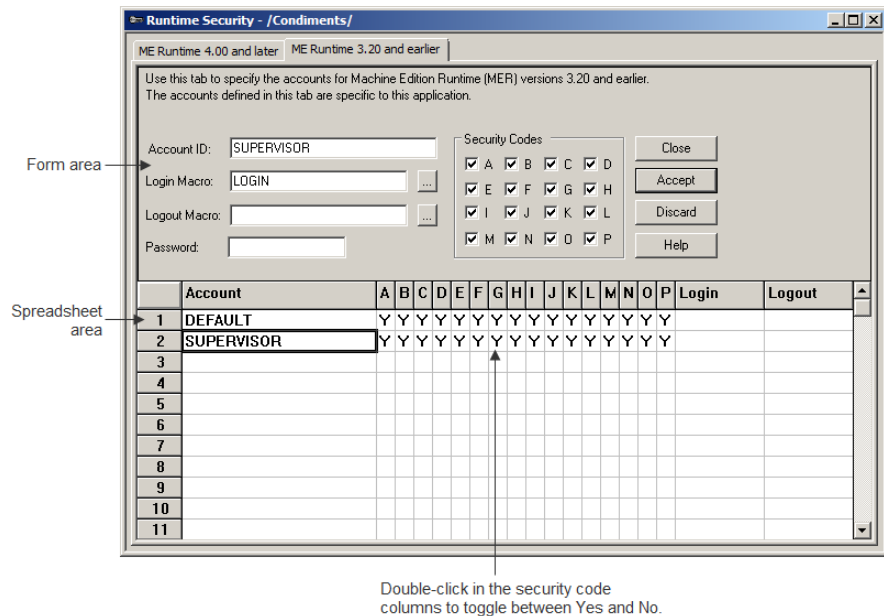 Runtime Security - /Condiments/
ME Runtime 4.00 and later ME Runtime 3.20 and earlier
Use this tab to specify the accounts for Machine Edition Runtime (MER) versions 3.20 and earlier.
The accounts defined in this tab are specific to this application.
Form area
Account ID: SUPERVISOR
Login Macro: LOGIN ...
Logout Macro: ...
Password:
Security Codes
A B C D
E F G H
I J K L
M N O P
Close
Accept
Discard
Help
Spreadsheet
area
Account A B C D E F G H I J K L M N O P Login Logout
1 DEFAULT Y Y Y Y Y Y Y Y Y Y Y Y Y Y Y Y
2 SUPERVISOR Y Y Y Y Y Y Y Y Y Y Y Y Y Y Y Y
3
4
5
6
7
8
9
10
11
Double-click in the security code
columns to toggle between Yes and No.